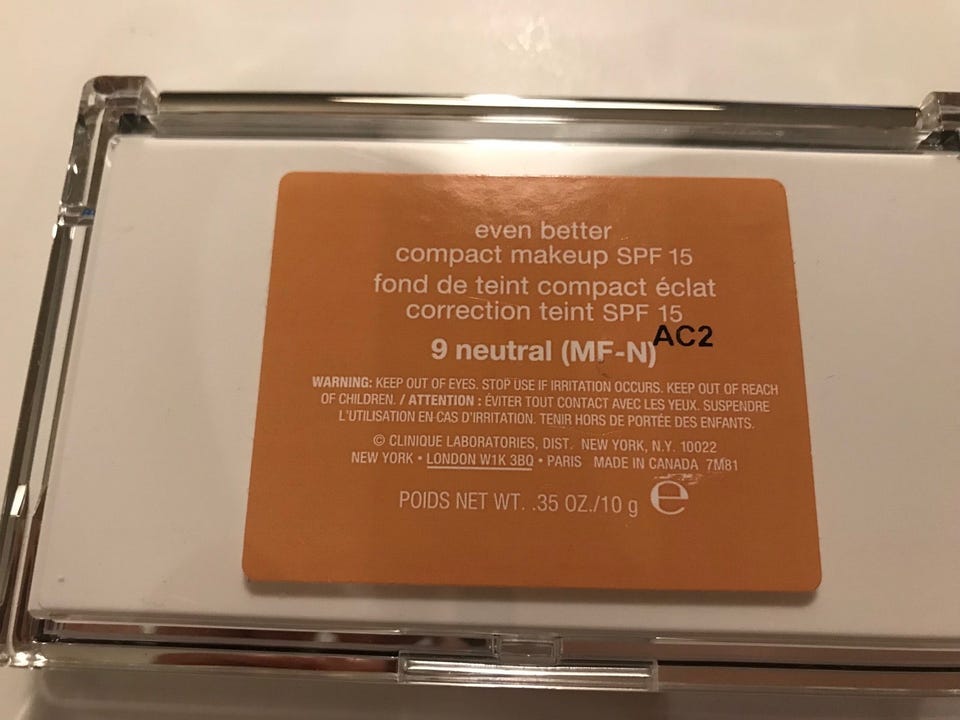 even better
compact makeup SPF 15
fond de teint compact éclat
correction teint SPF 15
AC2
9 neutral (MF-N)
WARNING: KEEP OUT OF EYES. STOP USE IF IRRITATION OCCURS. KEEP OUT OF REACH
OF CHILDREN. / ATTENTION : ÉVITER TOUT CONTACT AVEC LES YEUX. SUSPENDRE
L'UTILISATION EN CAS D'IRRITATION. TENIR HORS DE PORTÉE DES ENFANTS.
© CLINIQUE LABORATORIES, DIST. NEW YORK, N.Y. 10022
NEW YORK • LONDON W1K 3BQ • PARIS MADE IN CANADA 7M81
POIDS NET WT. .35 OZ./10 g e